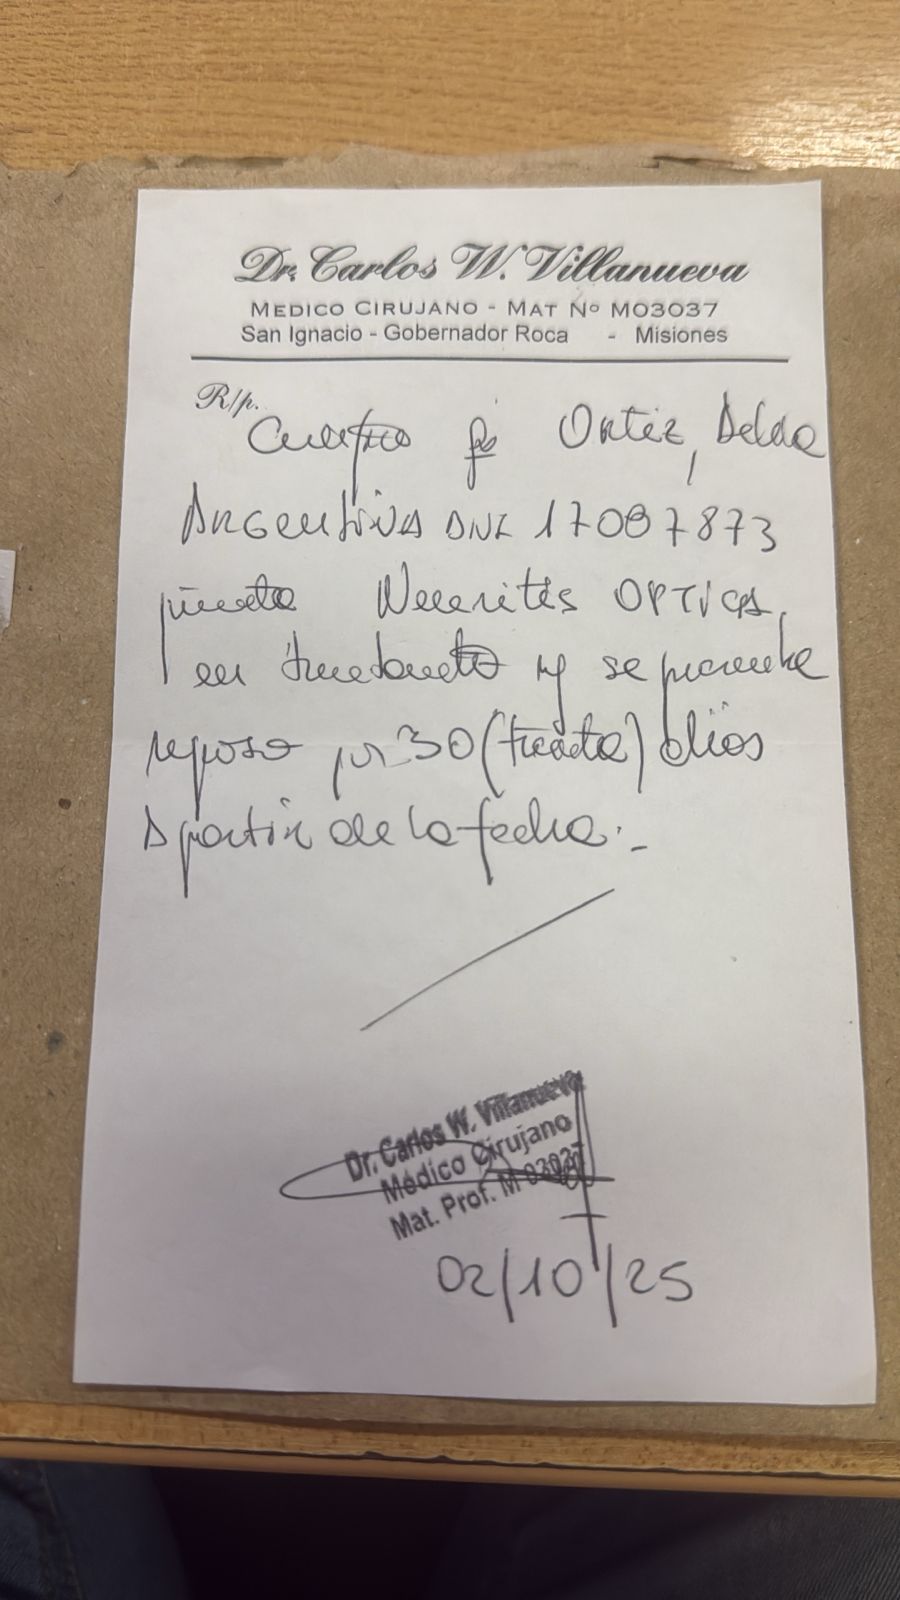 Dr. Carlos W. Villanueva
MEDICO CIRUJANO - MAT Nº M03037
San Ignacio - Gobernador Roca - Misiones
R/p.
Certifico q̃ Ortiz, Delda
Argentina DNI 17087873
presenta Neuritis OPTICA,
en tratamiento y se prescribe
reposo por 30 (treinta) días
A partir de la fecha. -
Dr. Carlos W. Villanueva
Médico Cirujano
Mat. Prof. M 03037
02/10/25